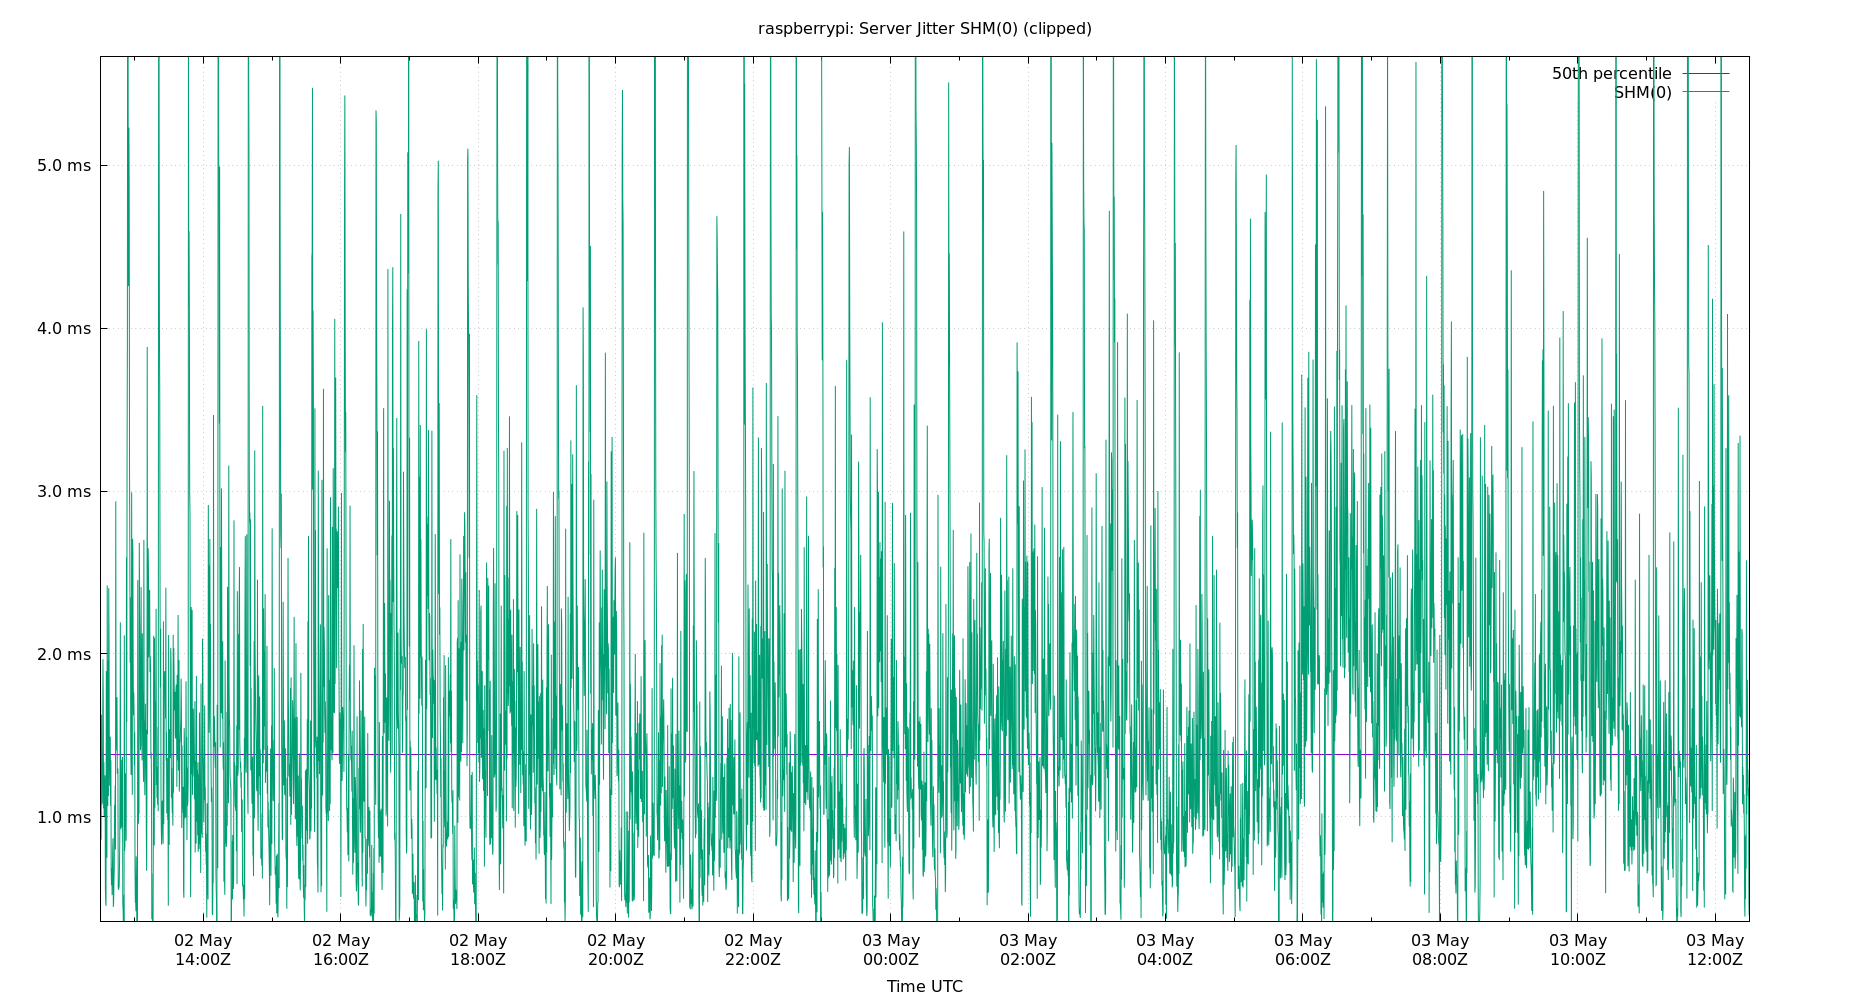 raspberrypi: Server Jitter SHM(0) (clipped)
50th percentile
SHM(0)
5.0 ms
4.0 ms
3.0 ms
2.0 ms
1.0 ms
02 May 02 May 02 May 02 May 02 May 03 May 03 May 03 May 03 May 03 May 03 May 03 May
14:00Z 16:00Z 18:00Z 20:00Z 22:00Z 00:00Z 02:00Z 04:00Z 06:00Z 08:00Z 10:00Z 12:00Z
Time UTC